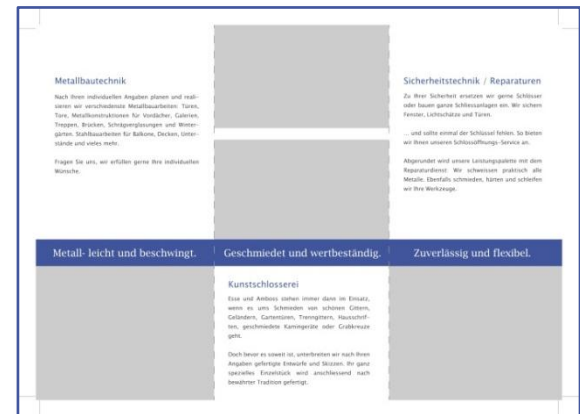 Metallbautechnik
Nach Ihren individuellen Angaben planen und reali-
sieren wir verschiedenste Metallbauarbeiten: Türen,
Tore, Metallkonstruktionen für Vordächer, Galerien,
Treppen, Brücken, Schrägverglasungen und Winter-
gärten. Stahlbauarbeiten für Balkone, Decken, Unter-
stände und vieles mehr.
Fragen Sie uns, wir erfüllen gerne Ihre individuellen
Wünsche.
Metall- leicht und beschwingt.
Geschmiedet und wertbeständig.
Kunstschlosserei
Esse und Amboss stehen immer dann im Einsatz,
wenn es ums Schmieden von schönen Gittern,
Geländern, Gartentüren, Trenngittern, Hausschrif-
ten, geschmiedete Kamingeräte oder Grabkreuze
geht.
Doch bevor es soweit ist, unterbreiten wir nach Ihren
Angaben gefertigte Entwürfe und Skizzen. Ihr ganz
spezielles Einzelstück wird anschliessend nach
bewährter Tradition gefertigt.
Sicherheitstechnik / Reparaturen
Zu Ihrer Sicherheit ersetzen wir gerne Schlösser
oder bauen ganze Schliessanlagen ein. Wir sichern
Fenster, Lichtschätze und Türen.
... und sollte einmal der Schlüssel fehlen. So bieten
wir Ihnen unseren Schlossöffnungs-Service an.
Abgerundet wird unsere Leistungspalette mit dem
Reparaturdienst. Wir schweissen praktisch alle
Metalle. Ebenfalls schmieden, härten und schleifen
wir Ihre Werkzeuge.
Zuverlässig und flexibel.